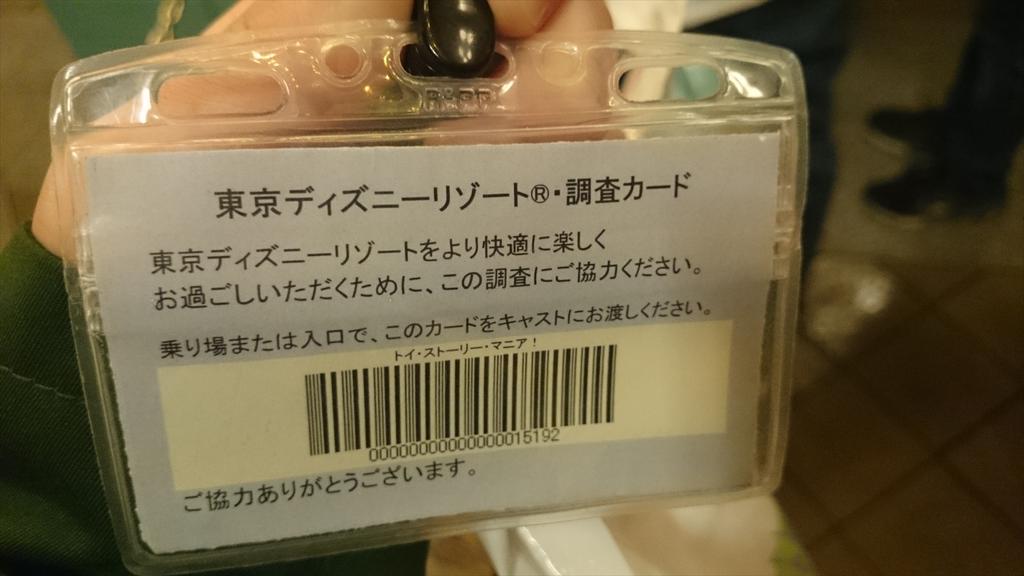 東京ディズニーリゾート®・調査カード
東京ディズニーリゾートをより快適に楽しく
お過ごしいただくために、この調査にご協力ください。
乗り場または入口で、このカードをキャストにお渡しください。
トイ・ストーリー・マニア！
00000000000000015192
ご協力ありがとうございます。